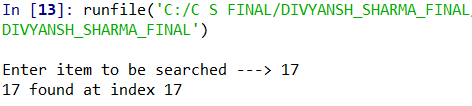 In [13]: runfile('C:/C S FINAL/DIVYANSH_SHARMA_FINAL/
DIVYANSH_SHARMA_FINAL')
Enter item to be searched ---> 17
17 found at index 17